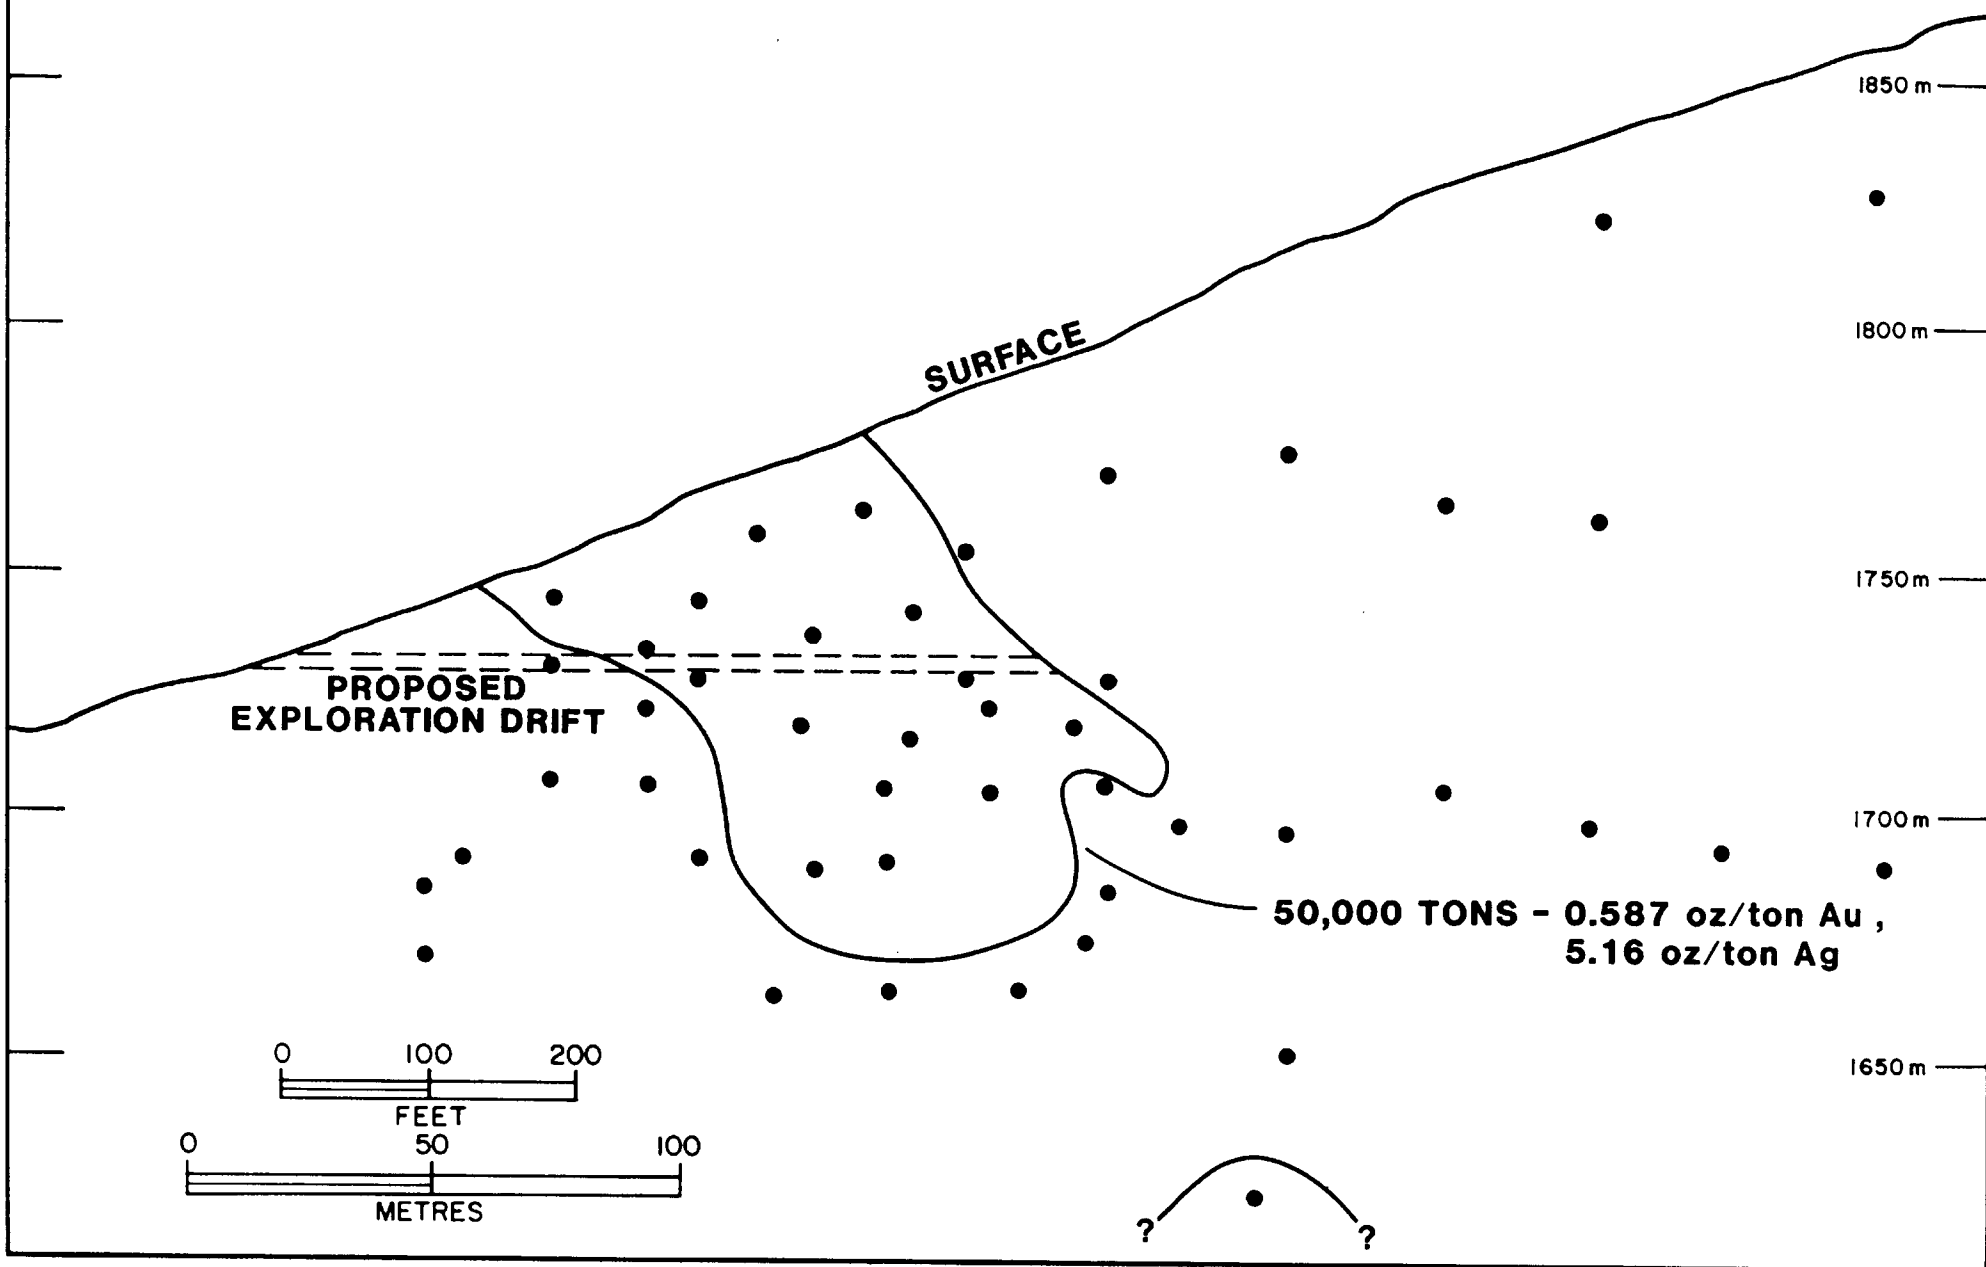 1850 m
1800 m
SURFACE
1750 m
PROPOSED
EXPLORATION DRIFT
1700 m
50,000 TONS - 0.587 oz/ton Au ,
5.16 oz/ton Ag
0 100 200
FEET
1650 m
0 50 100
METRES
? ?